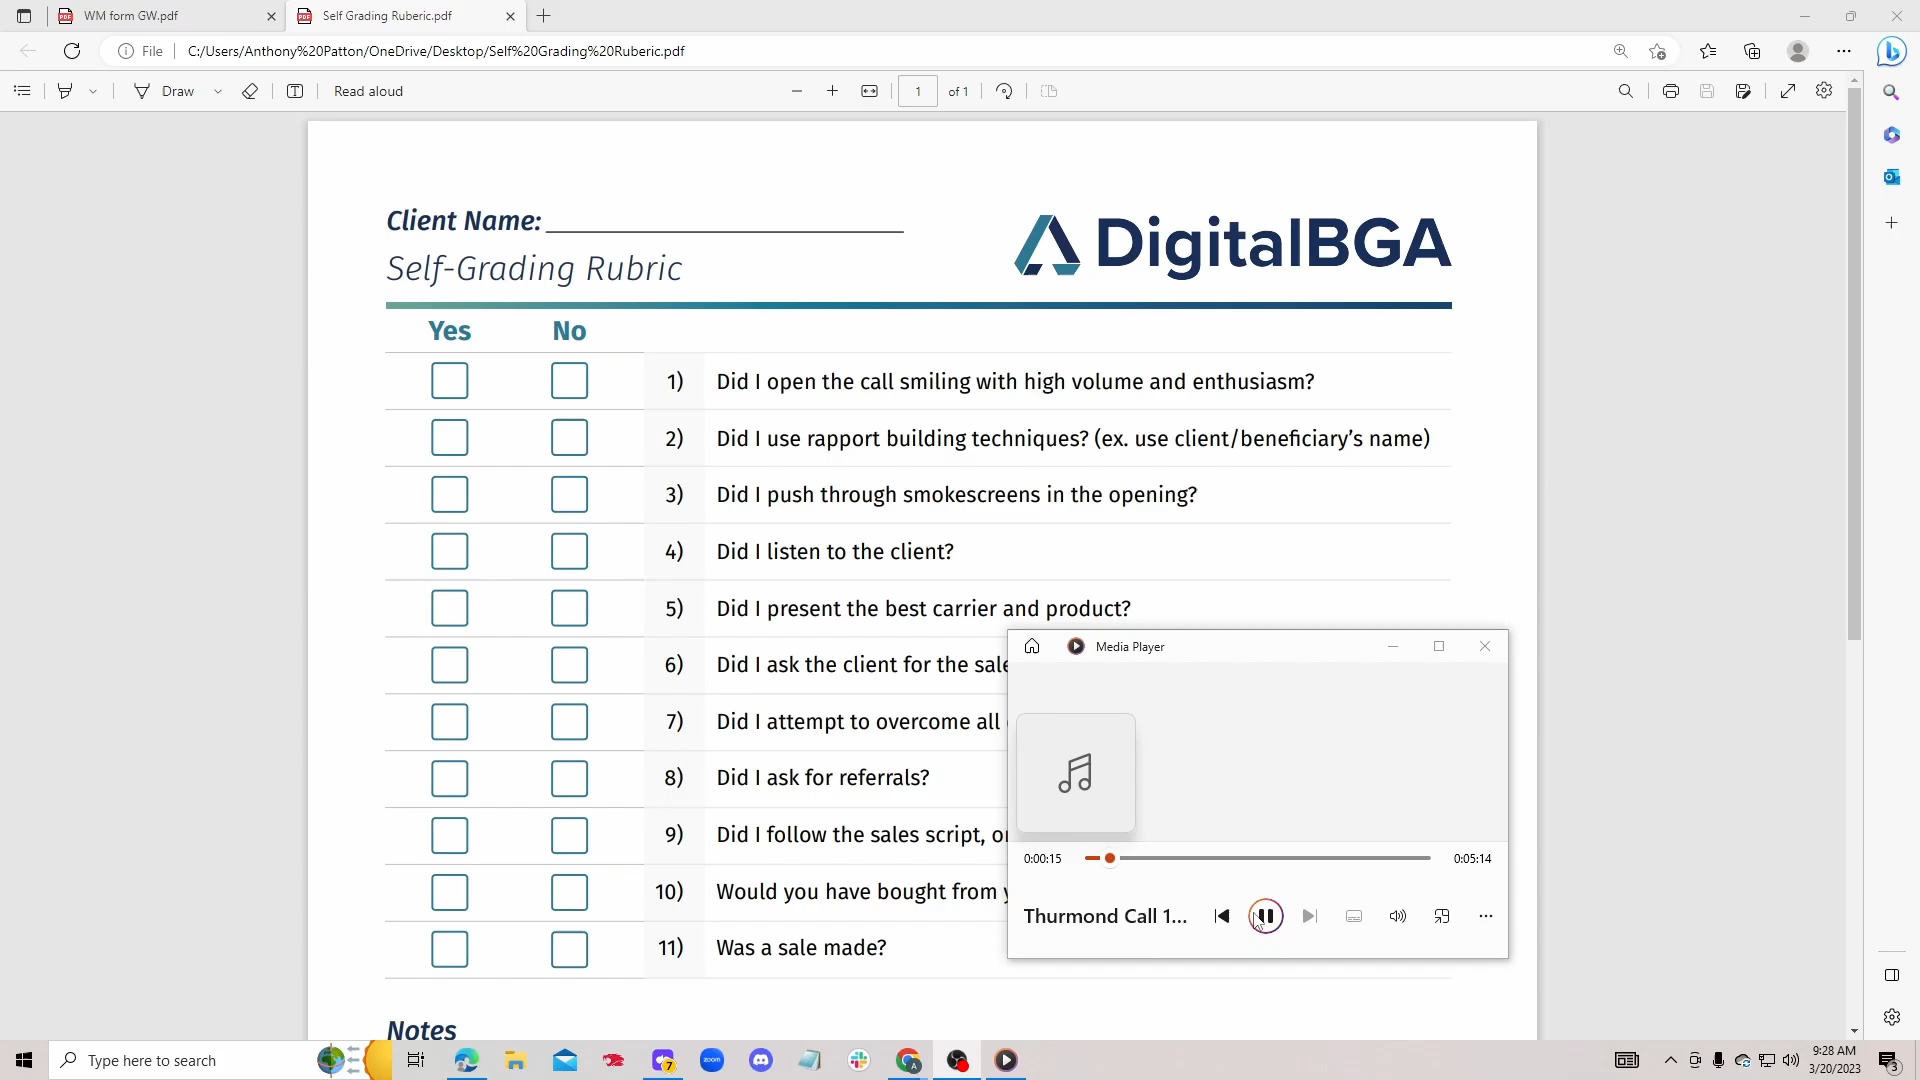 WM form GW.pdf
Self Grading Ruberic.pdf
File
C:/Users/Anthony%20Patton/OneDrive/Desktop/Self%20Grading%20Ruberic.pdf
Draw
Read aloud
1
of 1
Client Name:
DigitalBGA
Self-Grading Rubric
Yes
No
1) Did I open the call smiling with high volume and enthusiasm?
2) Did I use rapport building techniques? (ex. use client/beneficiary's name)
3) Did I push through smokescreens in the opening?
4) Did I listen to the client?
5) Did I present the best carrier and product?
6) Did I ask the client for the sale
7) Did I attempt to overcome all
8) Did I ask for referrals?
9) Did I follow the sales script,
10) Would you have bought from
11) Was a sale made?
Notes
Media Player
0:00:15
0:05:14
Thurmond Call 1...
Type here to search
7
zoom
9:28 AM
3/20/2023
3